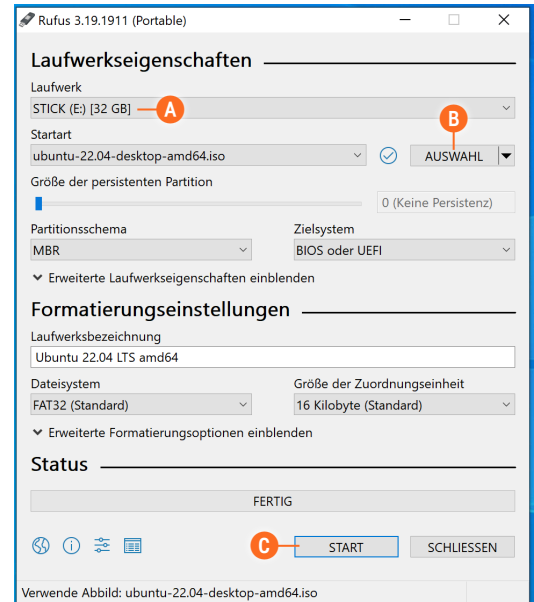 Rufus 3.19.1911 (Portable)
Laufwerkseigenschaften
Laufwerk
STICK (E:) [32 GB]
A
B
Startart
ubuntu-22.04-desktop-amd64.iso
AUSWAHL
Größe der persistenten Partition
0 (Keine Persistenz)
Partitionsschema
Zielsystem
MBR
BIOS oder UEFI
Erweiterte Laufwerkseigenschaften einblenden
Formatierungseinstellungen
Laufwerksbezeichnung
Ubuntu 22.04 LTS amd64
Dateisystem
Größe der Zuordnungseinheit
FAT32 (Standard)
16 Kilobyte (Standard)
Erweiterte Formatierungsoptionen einblenden
Status
FERTIG
C
START
SCHLIESSEN
Verwende Abbild: ubuntu-22.04-desktop-amd64.iso